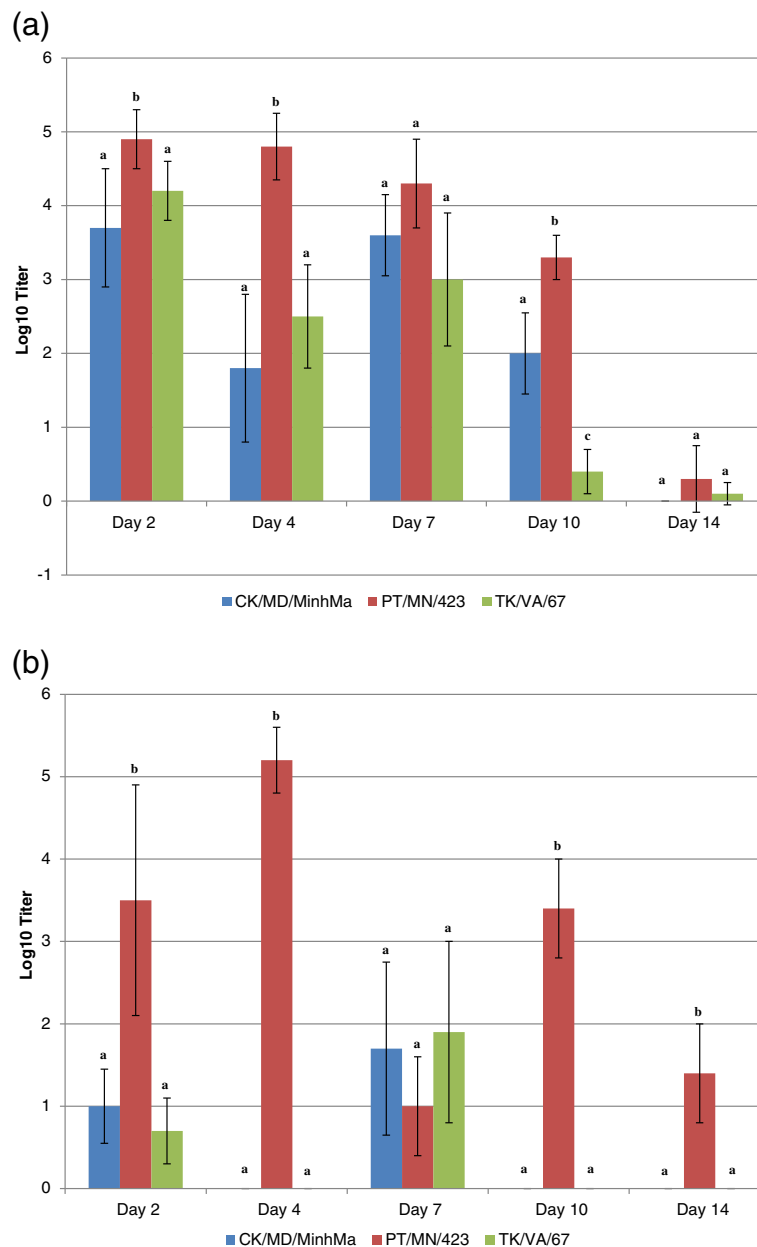 (a)
6
5
4
3
2
1
0
-1
Log10 Titer
a b a
a b a
a a a
a b c
a a a
Day 2 Day 4 Day 7 Day 10 Day 14
CK/MD/MinhMa PT/MN/423 TK/VA/67
(b)
6
5
4
3
2
1
0
Log10 Titer
a b a
a b a
a a a
a b a
a b a
Day 2 Day 4 Day 7 Day 10 Day 14
CK/MD/MinhMa PT/MN/423 TK/VA/67